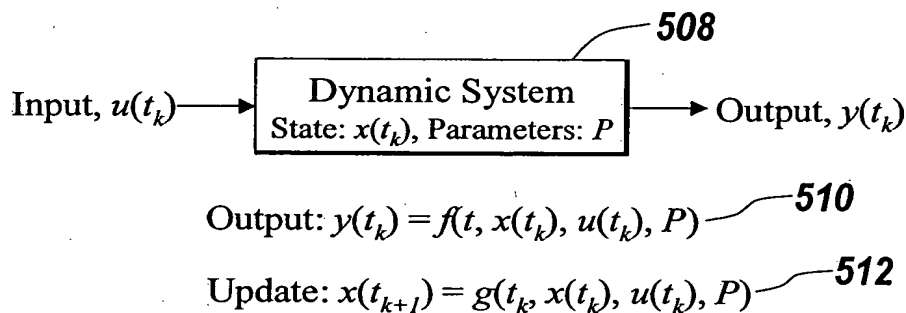 508
Dynamic System
Input, u(t_k)
State: x(t_k), Parameters: P
Output, y(t_k)
Output: y(t_k) = f(t, x(t_k), u(t_k), P)
510
Update: x(t_{k+1}) = g(t_k, x(t_k), u(t_k), P)
512